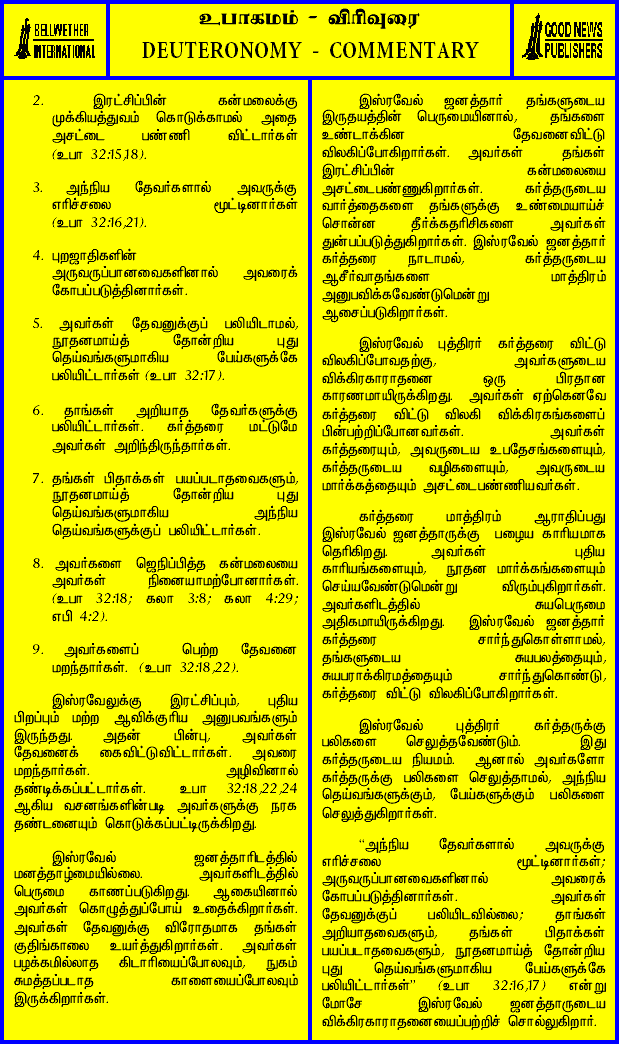 BELLWETHER
INTERNATIONAL
உபாகமம் - விரிவுரை
DEUTERONOMY - COMMENTARY
GOOD NEWS
PUBLISHERS
2. இரட்சிப்பின் கன்மலைக்கு
முக்கியத்துவம் கொடுக்காமல் அதை
அசட்டை பண்ணி விட்டார்கள்
(உபா 32:15,18).
3. அந்நிய தேவர்களால் அவருக்கு
எரிச்சலை மூட்டினார்கள்
(உபா 32:16,21).
4. புறஜாதிகளின்
அருவருப்பானவைகளினால் அவரைக்
கோபப்படுத்தினார்கள்.
5. அவர்கள் தேவனுக்குப் பலியிடாமல்,
நூதனமாய்த் தோன்றிய புது
தெய்வங்களுமாகிய பேய்களுக்கே
பலியிட்டார்கள் (உபா 32:17).
6. தாங்கள் அறியாத தேவர்களுக்கு
பலியிட்டார்கள். கர்த்தரை மட்டுமே
அவர்கள் அறிந்திருந்தார்கள்.
7. தங்கள் பிதாக்கள் பயப்படாதவைகளும்,
நூதனமாய்த் தோன்றிய புது
தெய்வங்களுமாகிய அந்நிய
தெய்வங்களுக்குப் பலியிட்டார்கள்.
8. அவர்களை ஜெநிப்பித்த கன்மலையை
அவர்கள் நினையாமற்போனார்கள்.
(உபா 32:18; கலா 3:8; கலா 4:29;
எபி 4:2).
9. அவர்களைப் பெற்ற தேவனை
மறந்தார்கள். (உபா 32:18,22).
இஸ்ரவேலுக்கு இரட்சிப்பும், புதிய
பிறப்பும் மற்ற ஆவிக்குரிய அனுபவங்களும்
இருந்தது. அதன் பின்பு, அவர்கள்
தேவனைக் கைவிட்டுவிட்டார்கள். அவரை
மறந்தார்கள். அழிவினால்
தண்டிக்கப்பட்டார்கள். உபா 32:18,22,24
ஆகிய வசனங்களின்படி அவர்களுக்கு நரக
தண்டனையும் கொடுக்கப்பட்டிருக்கிறது.
இஸ்ரவேல் ஜனத்தாரிடத்தில்
மனத்தாழ்மையில்லை. அவர்களிடத்தில்
பெருமை காணப்படுகிறது. ஆகையினால்
அவர்கள் கொழுத்துப்போய் உதைக்கிறார்கள்.
அவர்கள் தேவனுக்கு விரோதமாக தங்கள்
குதிங்காலை உயர்த்துகிறார்கள். அவர்கள்
பழக்கமில்லாத கிடாரியைப்போலவும், நுகம்
சுமத்தப்படாத காளையைப்போலவும்
இருக்கிறார்கள்.
இஸ்ரவேல் ஜனத்தார் தங்களுடைய
இருதயத்தின் பெருமையினால், தங்களை
உண்டாக்கின தேவனைவிட்டு
விலகிப்போகிறார்கள். அவர்கள் தங்கள்
இரட்சிப்பின் கன்மலையை
அசட்டைபண்ணுகிறார்கள். கர்த்தருடைய
வார்த்தைகளை தங்களுக்கு உண்மையாய்ச்
சொன்ன தீர்க்கதரிசிகளை அவர்கள்
துன்பப்படுத்துகிறார்கள். இஸ்ரவேல் ஜனத்தார்
கர்த்தரை நாடாமல், கர்த்தருடைய
ஆசீர்வாதங்களை மாத்திரம்
அனுபவிக்கவேண்டுமென்று
ஆசைப்படுகிறார்கள்.
இஸ்ரவேல் புத்திரர் கர்த்தரை விட்டு
விலகிப்போவதற்கு, அவர்களுடைய
விக்கிரகாராதனை ஒரு பிரதான
காரணமாயிருக்கிறது. அவர்கள் ஏற்கெனவே
கர்த்தரை விட்டு விலகி விக்கிரகங்களைப்
பின்பற்றிப்போனவர்கள். அவர்கள்
கர்த்தரையும், அவருடைய உபதேசங்களையும்,
கர்த்தருடைய வழிகளையும், அவருடைய
மார்க்கத்தையும் அசட்டைபண்ணியவர்கள்.
கர்த்தரை மாத்திரம் ஆராதிப்பது
இஸ்ரவேல் ஜனத்தாருக்கு பழைய காரியமாக
தெரிகிறது. அவர்கள் புதிய
காரியங்களையும், நூதன மார்க்கங்களையும்
செய்யவேண்டுமென்று விரும்புகிறார்கள்.
அவர்களிடத்தில் சுயபெருமை
அதிகமாயிருக்கிறது. இஸ்ரவேல் ஜனத்தார்
கர்த்தரை சார்ந்துகொள்ளாமல்,
தங்களுடைய சுயபலத்தையும்,
சுயபராக்கிரமத்தையும் சார்ந்துகொண்டு,
கர்த்தரை விட்டு விலகிப்போகிறார்கள்.
இஸ்ரவேல் புத்திரர் கர்த்தருக்கு
பலிகளை செலுத்தவேண்டும். இது
கர்த்தருடைய நியமம். ஆனால் அவர்களோ
கர்த்தருக்கு பலிகளை செலுத்தாமல், அந்நிய
தெய்வங்களுக்கும், பேய்களுக்கும் பலிகளை
செலுத்துகிறார்கள்.
“அந்நிய தேவர்களால் அவருக்கு
எரிச்சலை மூட்டினார்கள்;
அருவருப்பானவைகளினால் அவரைக்
கோபப்படுத்தினார்கள். அவர்கள்
தேவனுக்குப் பலியிடவில்லை; தாங்கள்
அறியாதவைகளும், தங்கள் பிதாக்கள்
பயப்படாதவைகளும், நூதனமாய்த் தோன்றிய
புது தெய்வங்களுமாகிய பேய்களுக்கே
பலியிட்டார்கள்” (உபா 32:16,17) என்று
மோசே இஸ்ரவேல் ஜனத்தாருடைய
விக்கிரகாராதனையைப்பற்றிச் சொல்லுகிறார்.